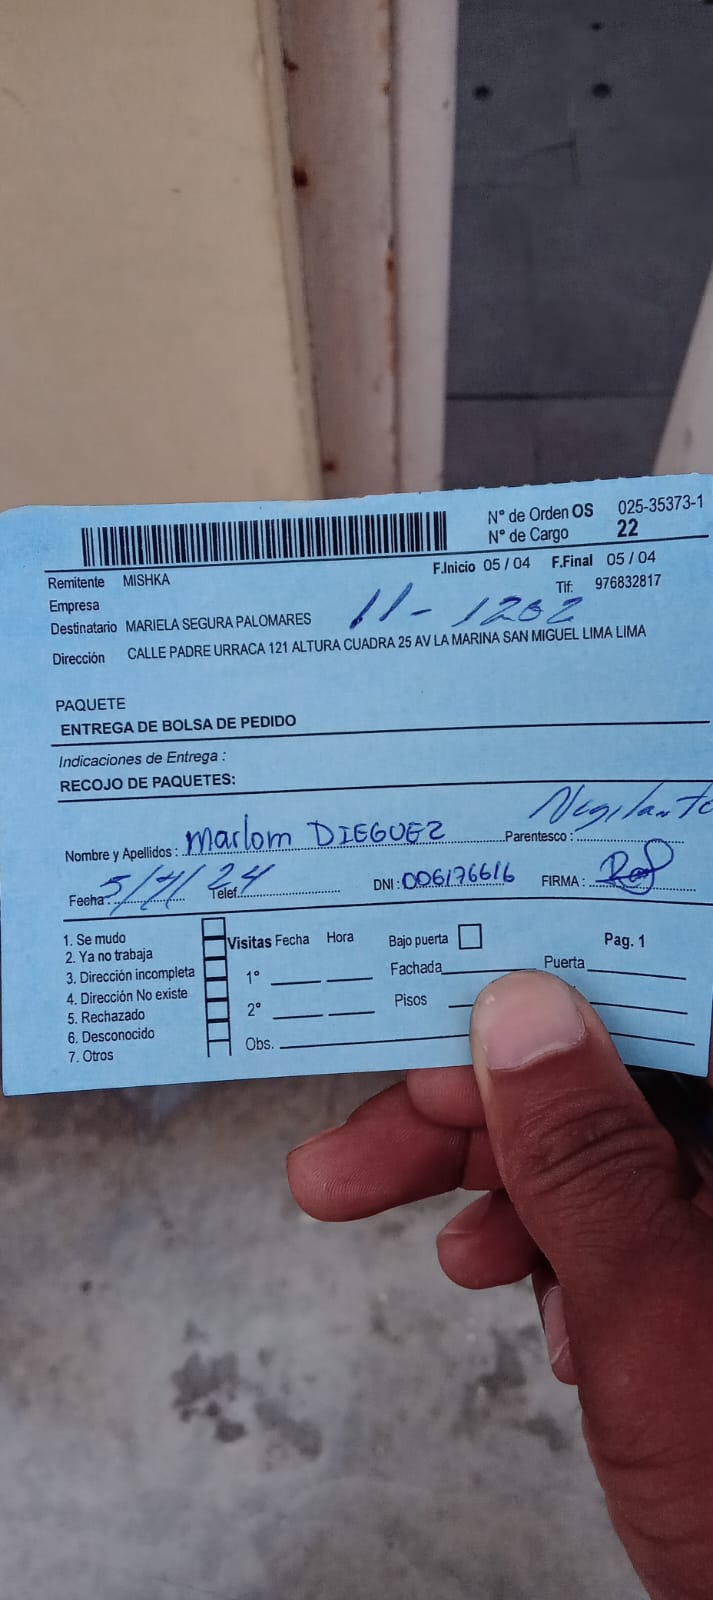 N° de Orden OS 025-35373-1
N° de Cargo 22
Remitente MISHKA
F.Inicio 05 / 04 F.Final 05 / 04
Empresa
Tlf: 976832817
Destinatario MARIELA SEGURA PALOMARES
11 - 1202
Dirección CALLE PADRE URRACA 121 ALTURA CUADRA 25 AV LA MARINA SAN MIGUEL LIMA LIMA
PAQUETE
ENTREGA DE BOLSA DE PEDIDO
Indicaciones de Entrega :
RECOJO DE PAQUETES:
Nombre y Apellidos : Marlom DIEGUEZ Parentesco : Negilante
Fecha: 5/4/24 Telef. DNI : 006176616 FIRMA :
1. Se mudo
2. Ya no trabaja
3. Dirección incompleta
4. Dirección No existe
5. Rechazado
6. Desconocido
7. Otros
Visitas Fecha Hora
1°
2°
Obs.
Bajo puerta
Pag. 1
Fachada Puerta
Pisos